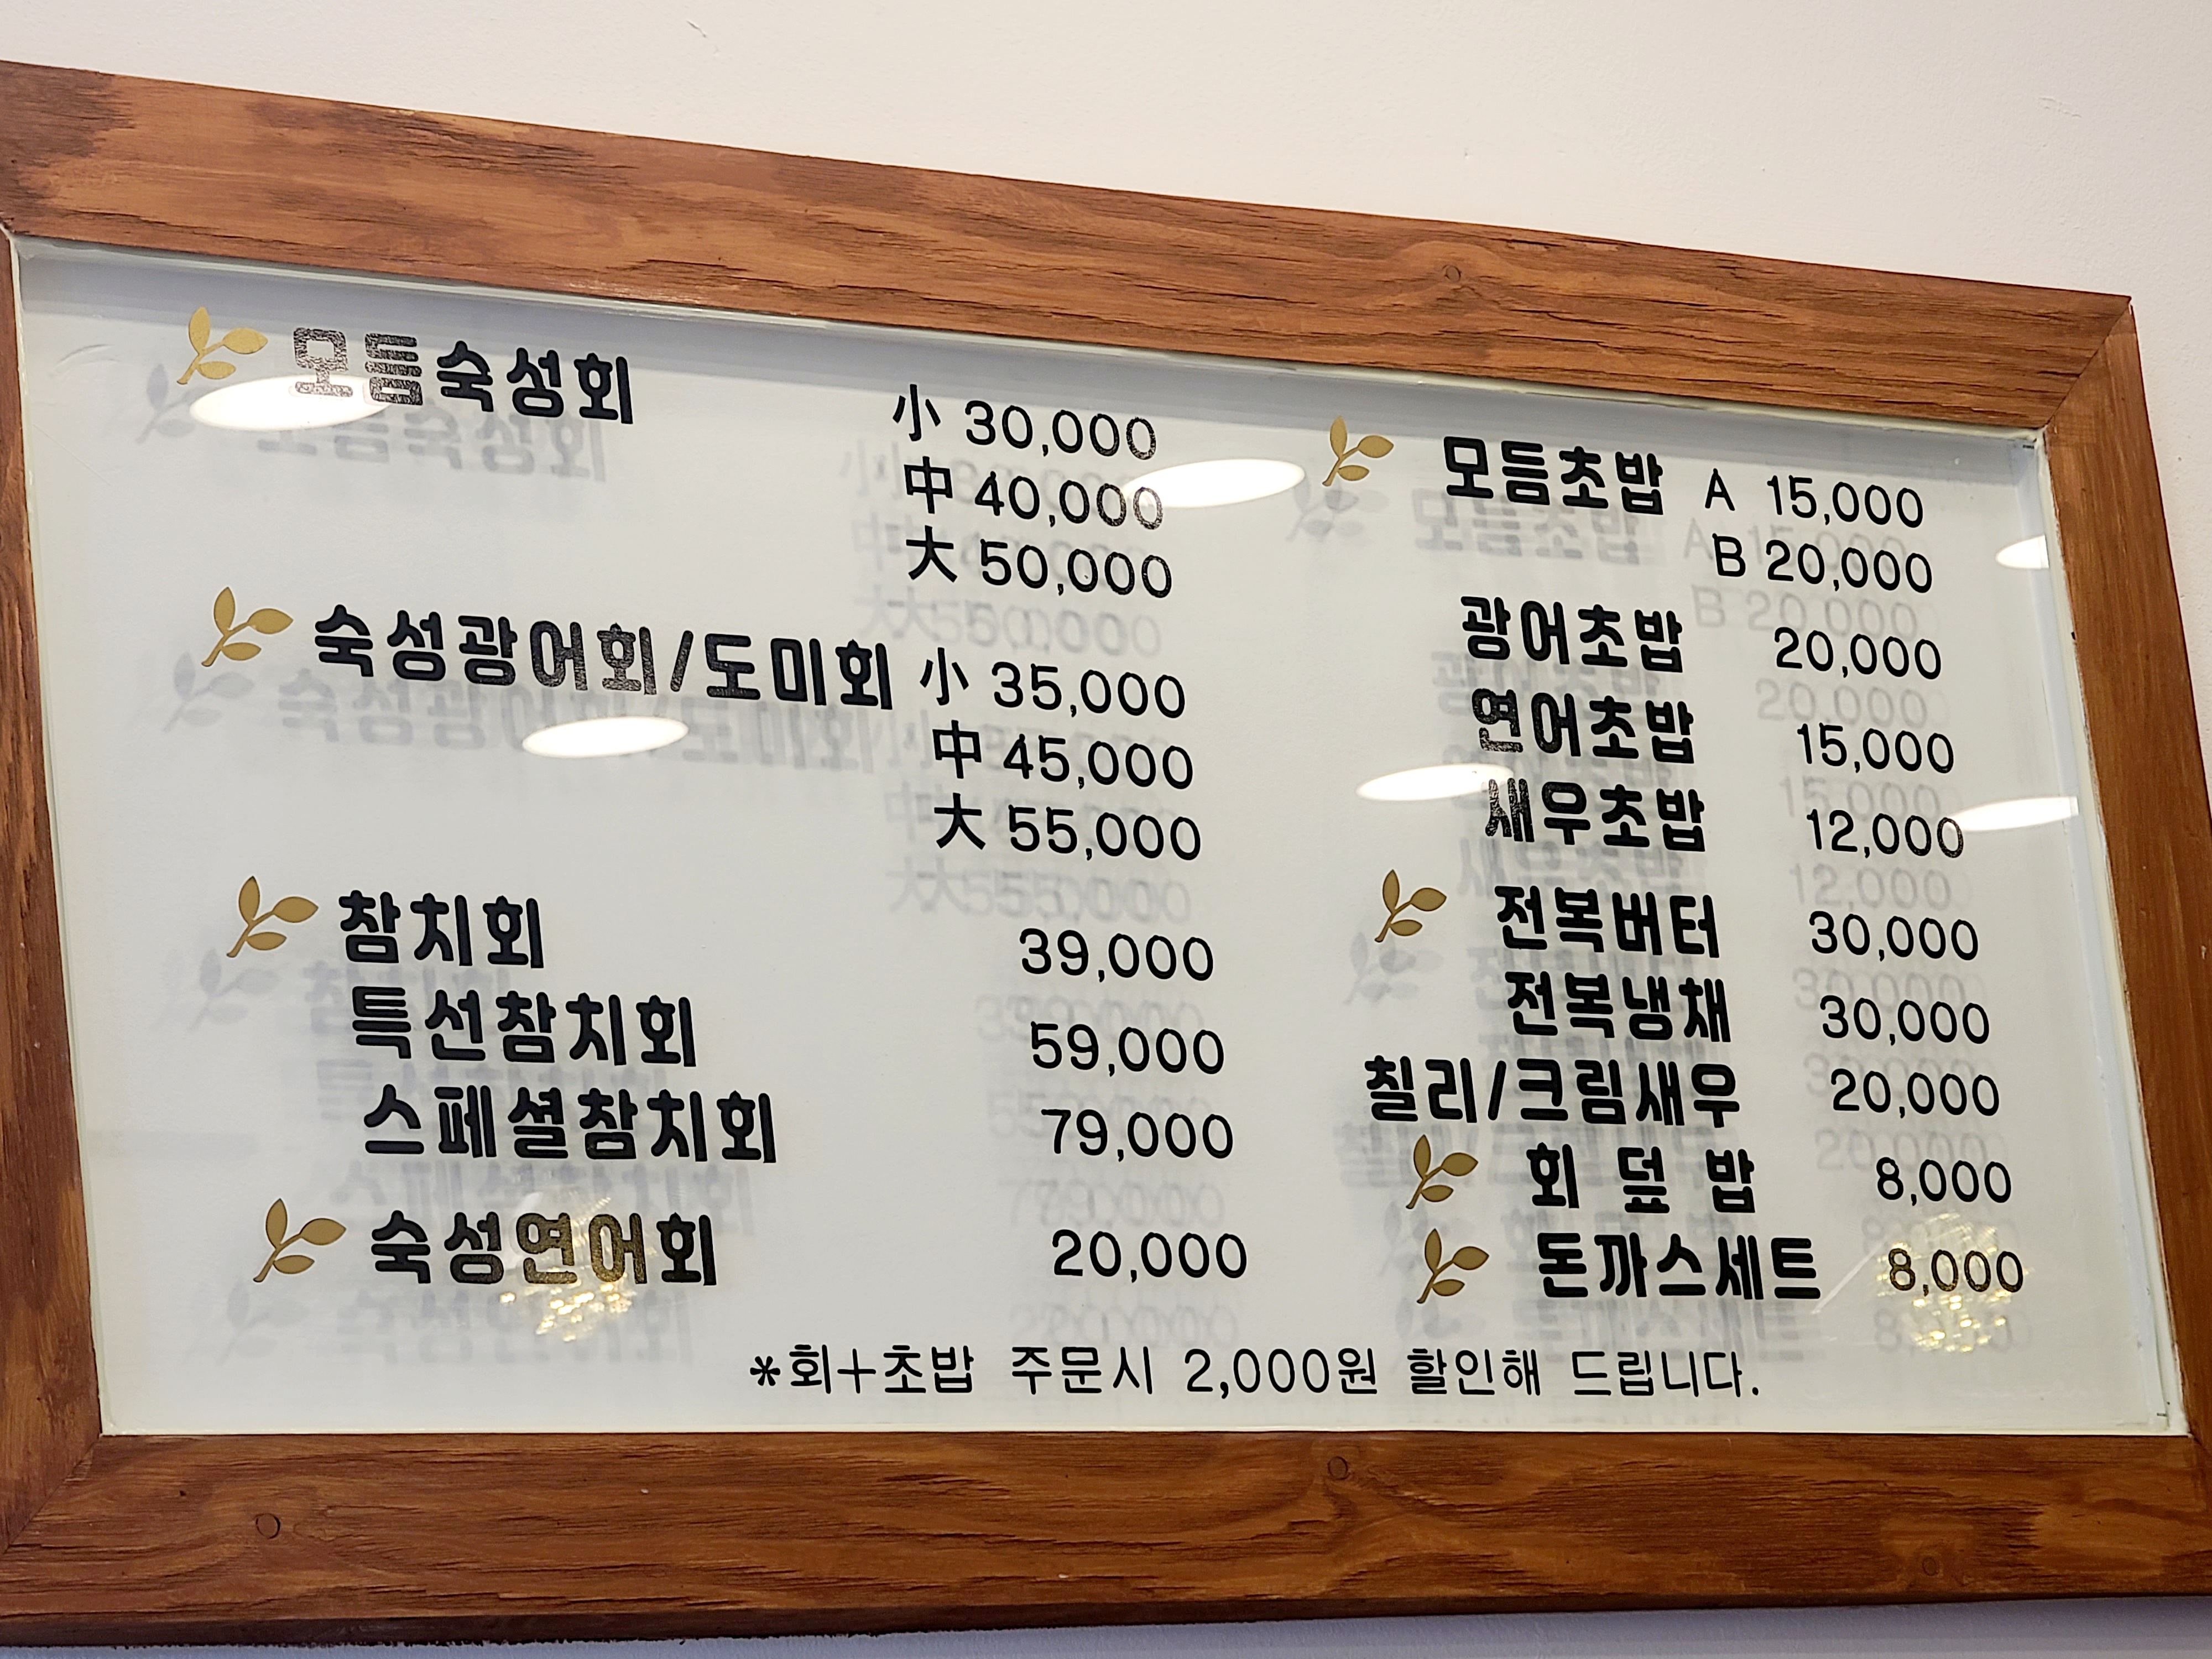 모듬숙성회
小 30,000
中 40,000
大 50,000
숙성광어회/도미회 小 35,000
中 45,000
大 55,000
참치회 39,000
특선참치회 59,000
스페셜참치회 79,000
숙성연어회 20,000
모듬초밥 A 15,000
B 20,000
광어초밥 20,000
연어초밥 15,000
새우초밥 12,000
전복버터 30,000
전복냉채 30,000
칠리/크림새우 20,000
회 덮 밥 8,000
돈까스세트 8,000
*회+초밥 주문시 2,000원 할인해 드립니다.